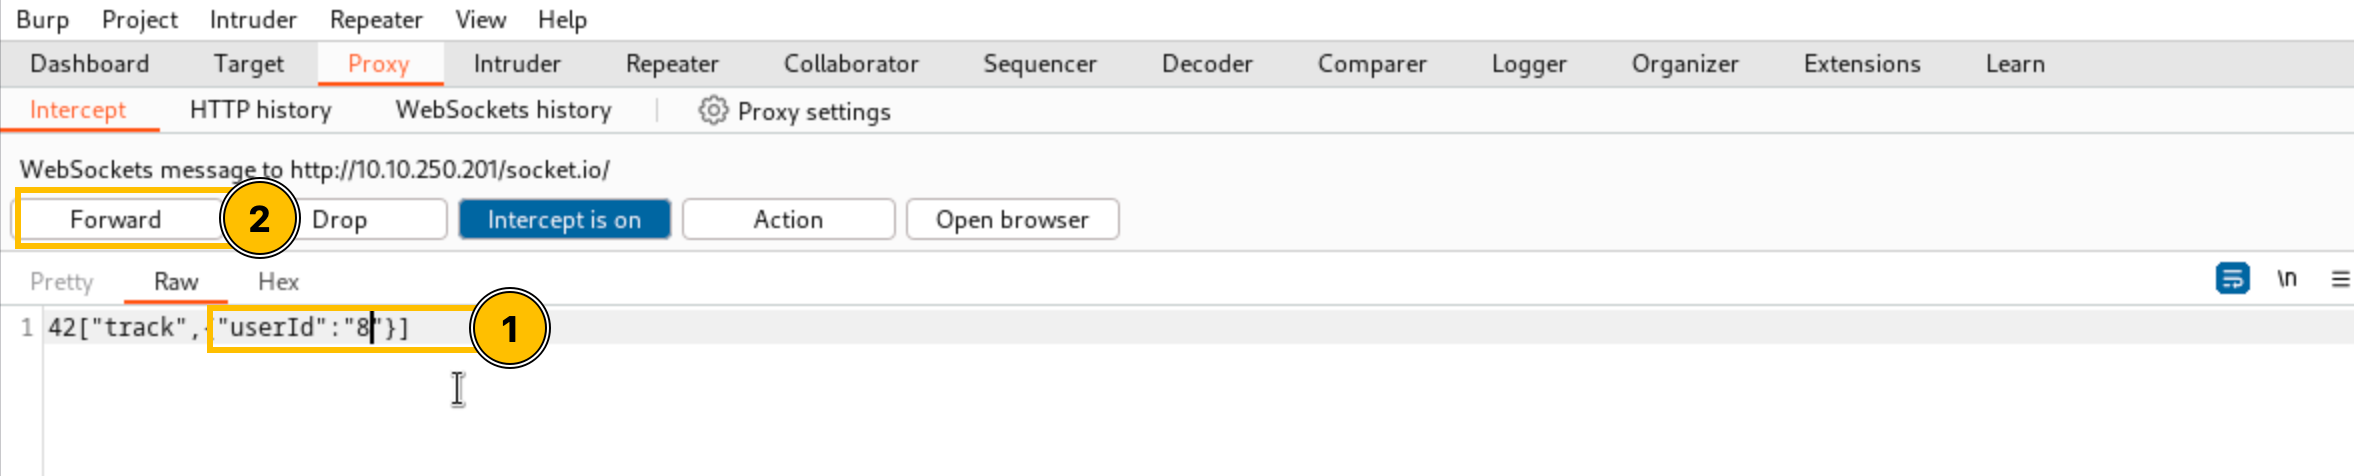 Burp Project Intruder Repeater View Help
Dashboard Target Proxy Intruder Repeater Collaborator Sequencer Decoder Comparer Logger Organizer Extensions Learn
Intercept HTTP history WebSockets history Proxy settings
WebSockets message to http://10.10.250.201/socket.io/
Forward 2 Drop Intercept is on Action Open browser
Pretty Raw Hex \n
1 42["track",{"userId":"8"}] 1